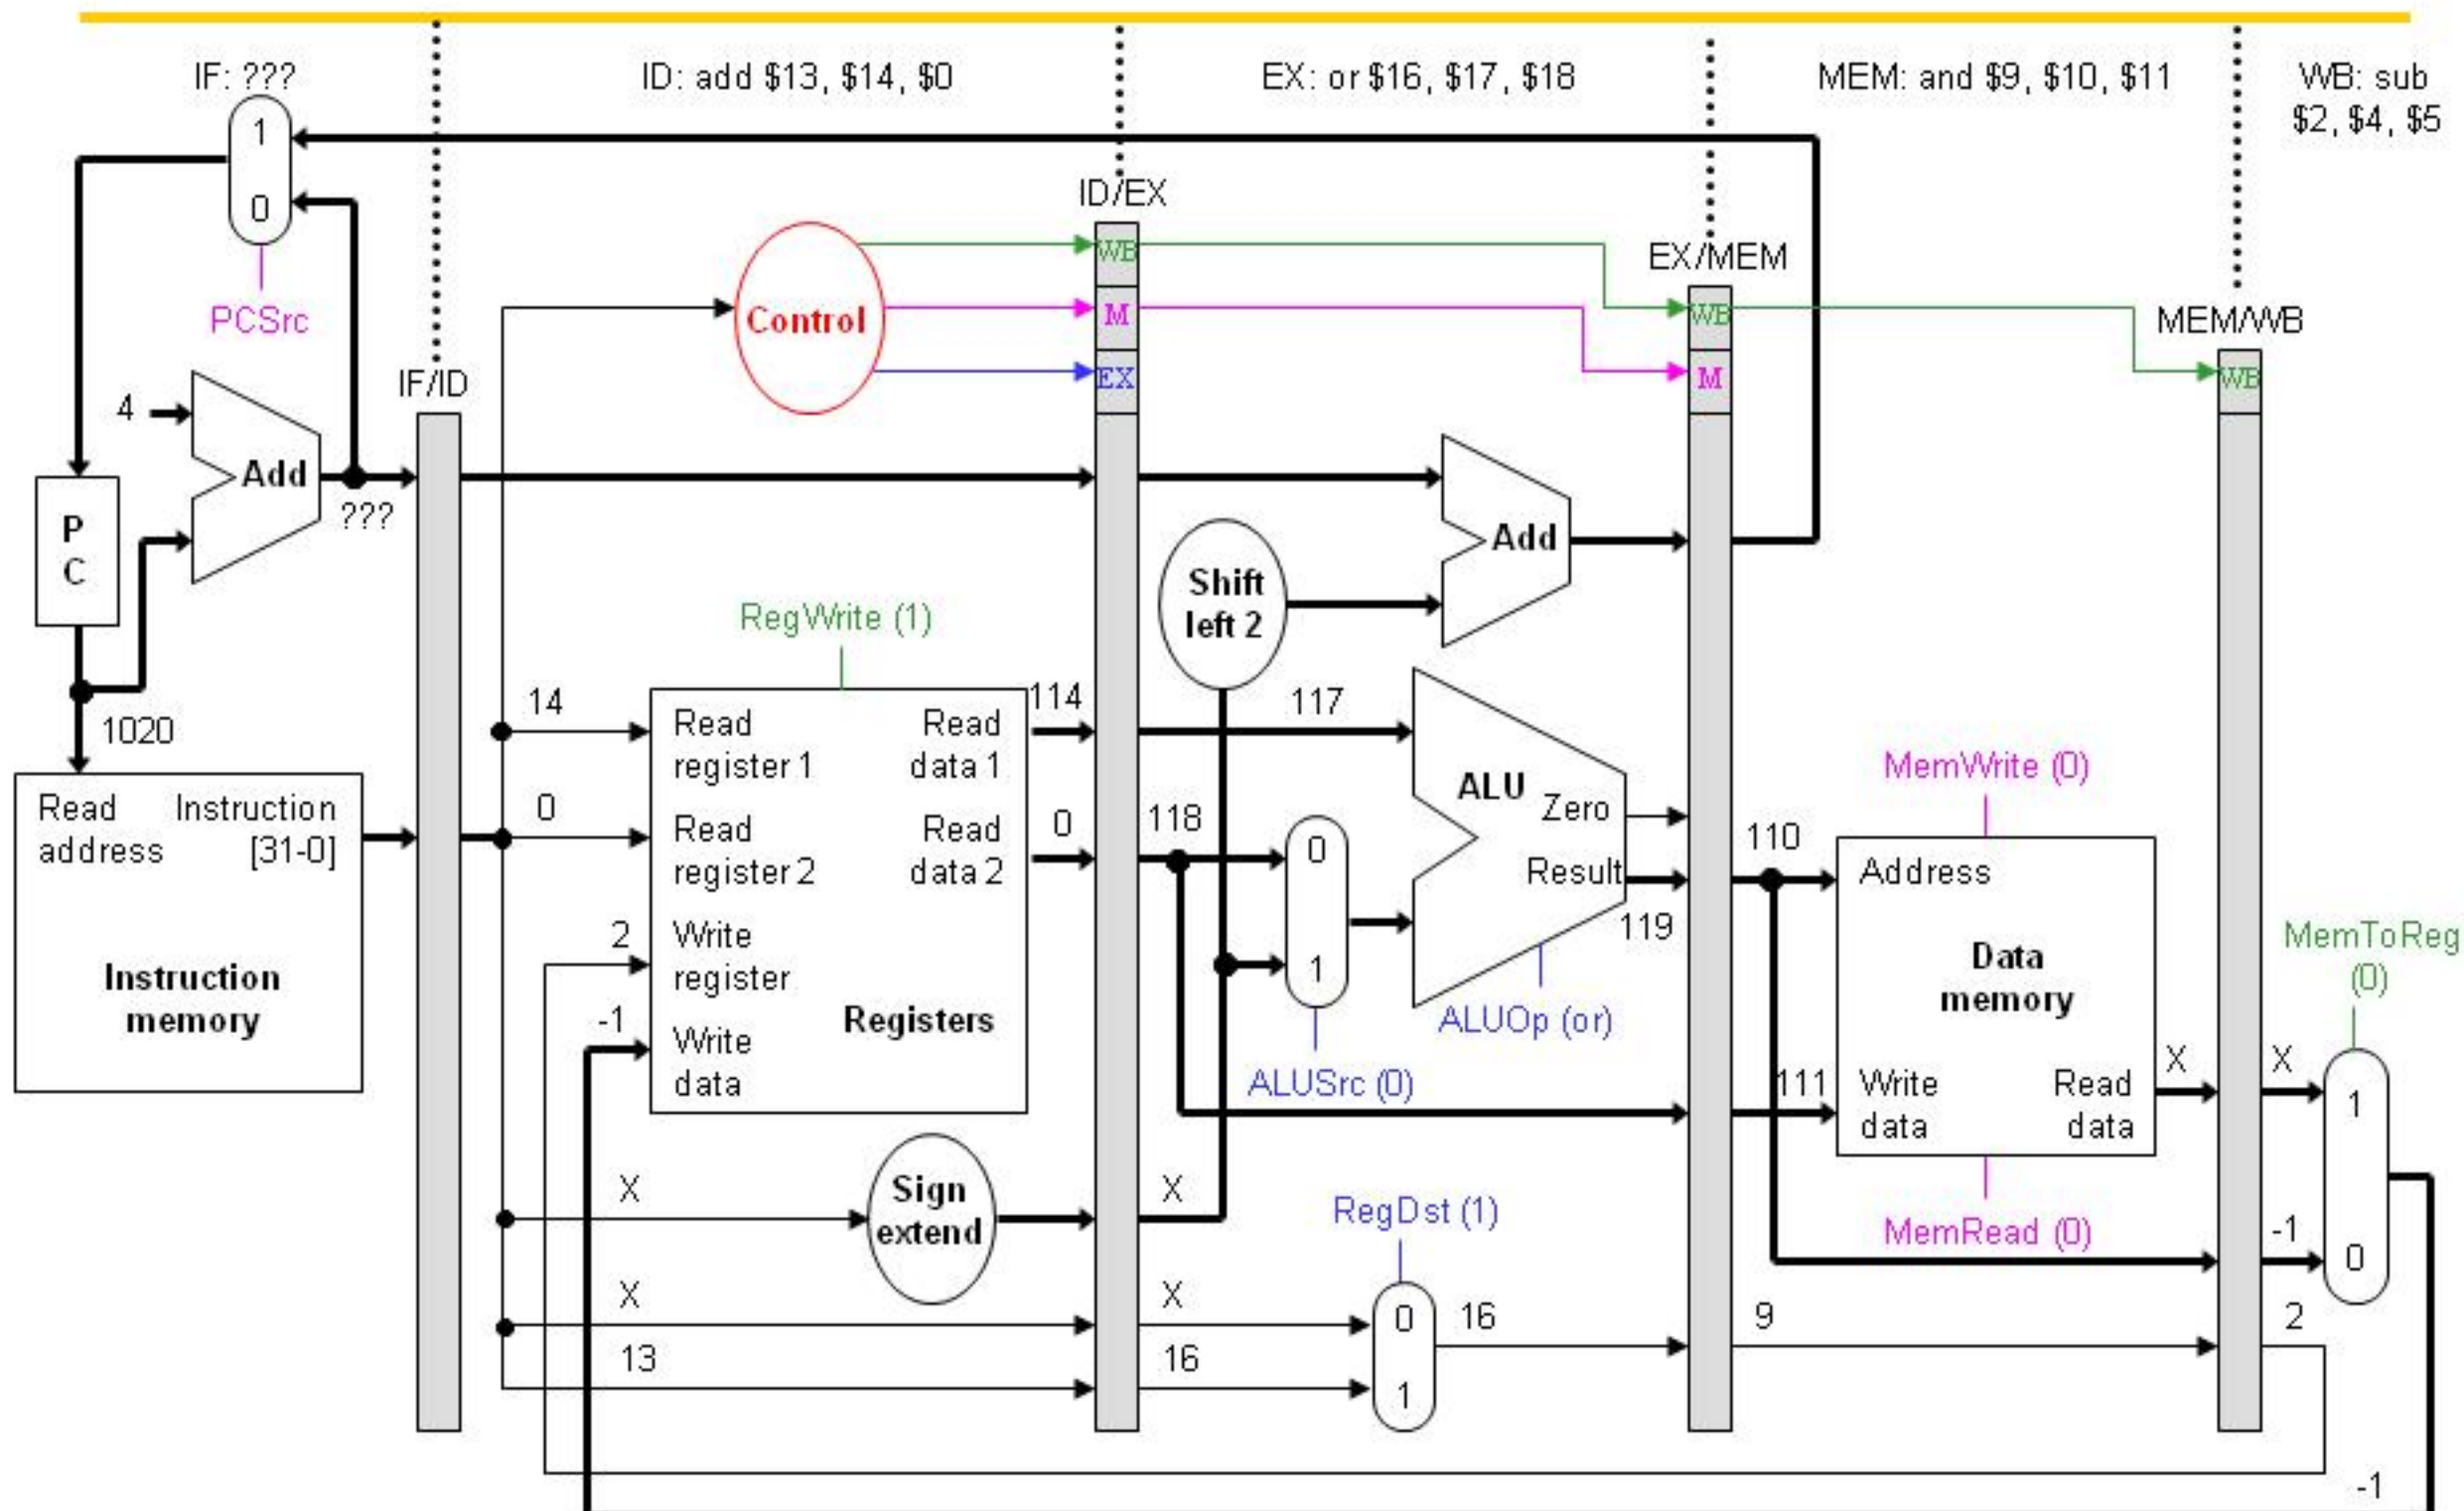 IF: ???
ID: add $13, $14, $0
EX: or $16, $17, $18
MEM: and $9, $10, $11
WB: sub
$2, $4, $5
1
0
PCSrc
ID/EX
WB
M
EX
Control
EX/MEM
WB
M
MEM/WB
WB
IF/ID
4
Add
???
P
C
1020
Add
Shift
left 2
RegWrite (1)
14
0
2
-1
Read
register 1
Read
data 1
Read
register 2
Read
data 2
Write
register
Write
data
Registers
114
0
117
118
0
1
ALU
Zero
Result
119
ALUOp (or)
ALUSrc (0)
Read
address
Instruction
[31-0]
Instruction
memory
110
111
MemWrite (0)
Address
Data
memory
Write
data
Read
data
MemRead (0)
X
X
MemToReg
(0)
1
0
-1
X
Sign
extend
X
RegDst (1)
X
X
13
16
0
1
16
9
2
-1